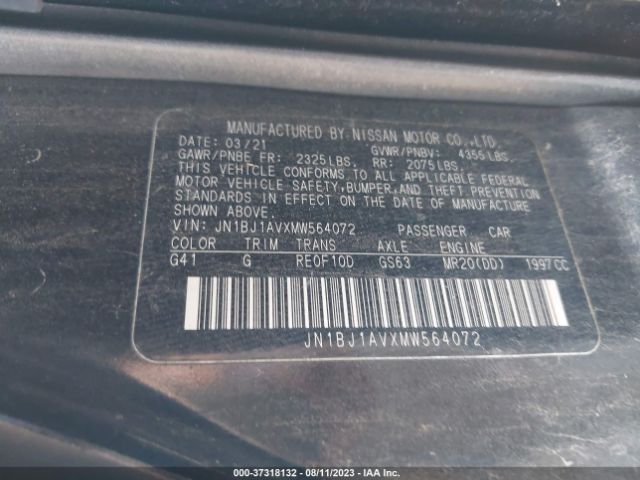 MANUFACTURED BY NISSAN MOTOR CO.,LTD.
DATE: 03/21 GVWR/PNBV: 4355 LBS.
GAWR/PNBE FR: 2325LBS. RR: 2075LBS.
THIS VEHICLE CONFORMS TO ALL APPLICABLE FEDERAL
MOTOR VEHICLE SAFETY,BUMPER,AND THEFT PREVENTION
STANDARDS IN EFFECT ON THE DATE OF MANUFACTURE
SHOWN ABOVE.
VIN: JN1BJ1AVXMW564072 PASSENGER CAR
COLOR TRIM TRANS AXLE ENGINE
G41 G RE0F10D GS63 MR20(DD) 1997CC
JN1BJ1AVXMW564072
000-37318132 - 08/11/2023 - IAA Inc.